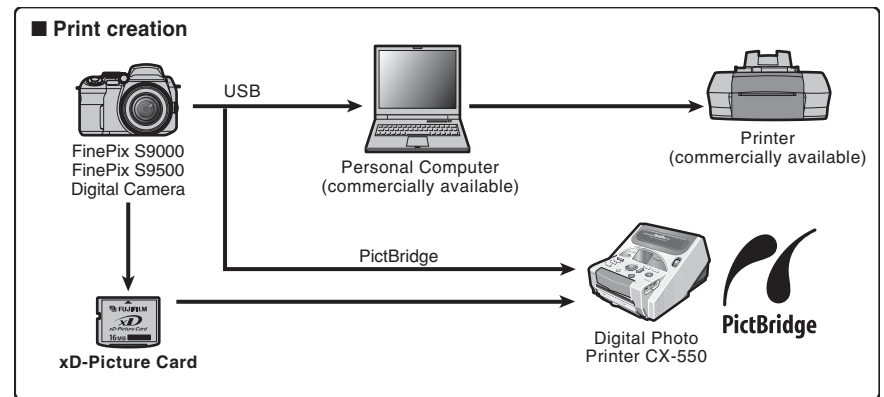 ■ Print creation
USB
FinePix S9000
FinePix S9500
Digital Camera
Personal Computer
(commercially available)
Printer
(commercially available)
PictBridge
FUJIFILM
xD
xD-Picture Card
16MB
xD-Picture Card
Digital Photo
Printer CX-550
PictBridge